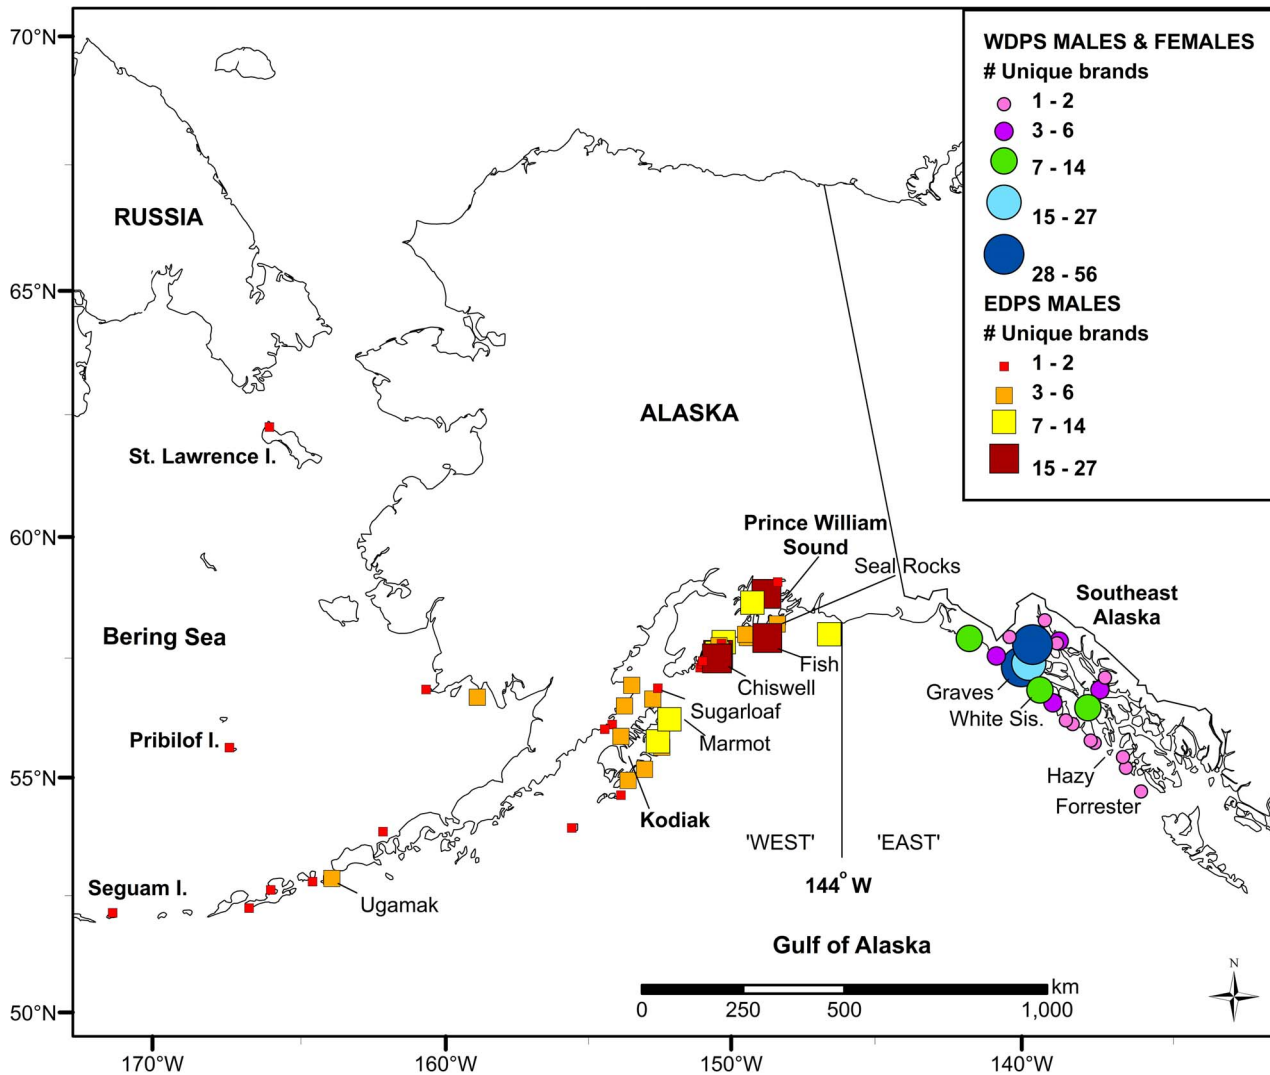 70°N
65°N
60°N
55°N
50°N
170°W
160°W
150°W
140°W
WDPS MALES & FEMALES
# Unique brands
1 - 2
3 - 6
7 - 14
15 - 27
28 - 56
EDPS MALES
# Unique brands
1 - 2
3 - 6
7 - 14
15 - 27
RUSSIA
ALASKA
St. Lawrence I.
Prince William
Sound
Seal Rocks
Southeast
Alaska
Bering Sea
Fish
Chiswell
Graves
Sugarloaf
White Sis.
Pribilof I.
Marmot
Hazy
Forrester
Kodiak
'WEST'
'EAST'
144° W
Seguam I.
Ugamak
Gulf of Alaska
N
km
0
250
500
1,000